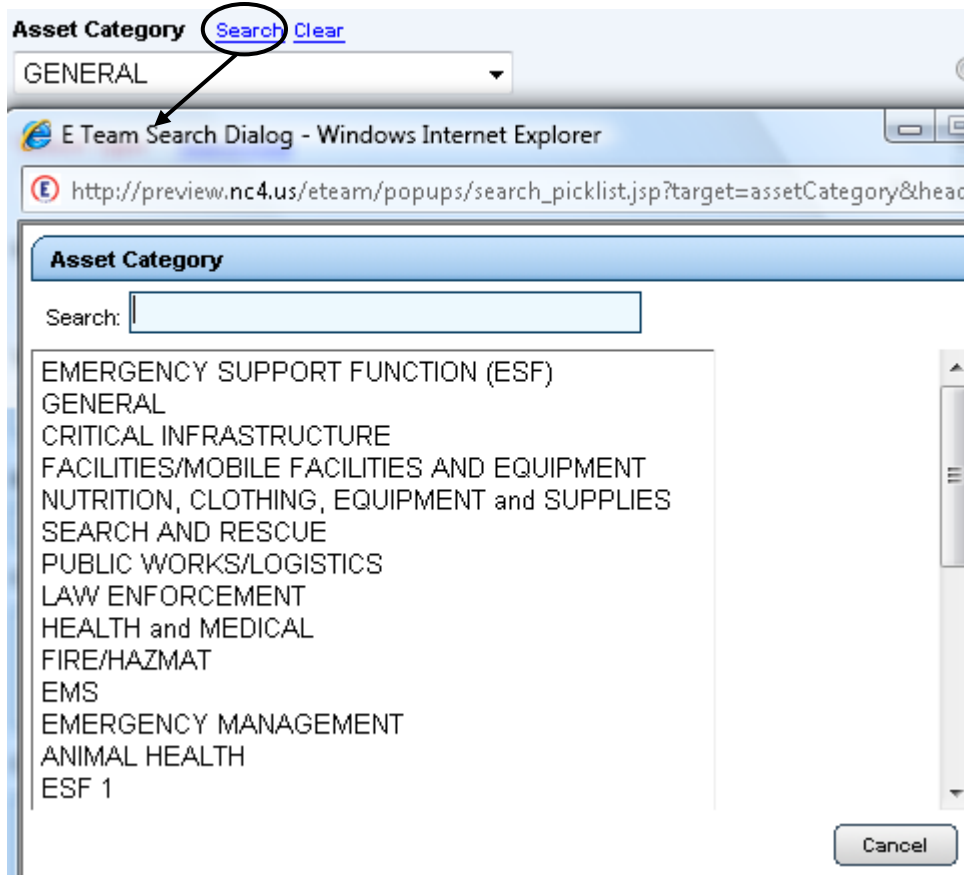 Asset Category Search Clear
GENERAL
E Team Search Dialog - Windows Internet Explorer
E http://preview.nc4.us/eteam/popups/search_picklist.jsp?target=assetCategory&head
Asset Category
Search:
EMERGENCY SUPPORT FUNCTION (ESF)
GENERAL
CRITICAL INFRASTRUCTURE
FACILITIES/MOBILE FACILITIES AND EQUIPMENT
NUTRITION, CLOTHING, EQUIPMENT and SUPPLIES
SEARCH AND RESCUE
PUBLIC WORKS/LOGISTICS
LAW ENFORCEMENT
HEALTH and MEDICAL
FIRE/HAZMAT
EMS
EMERGENCY MANAGEMENT
ANIMAL HEALTH
ESF 1
Cancel